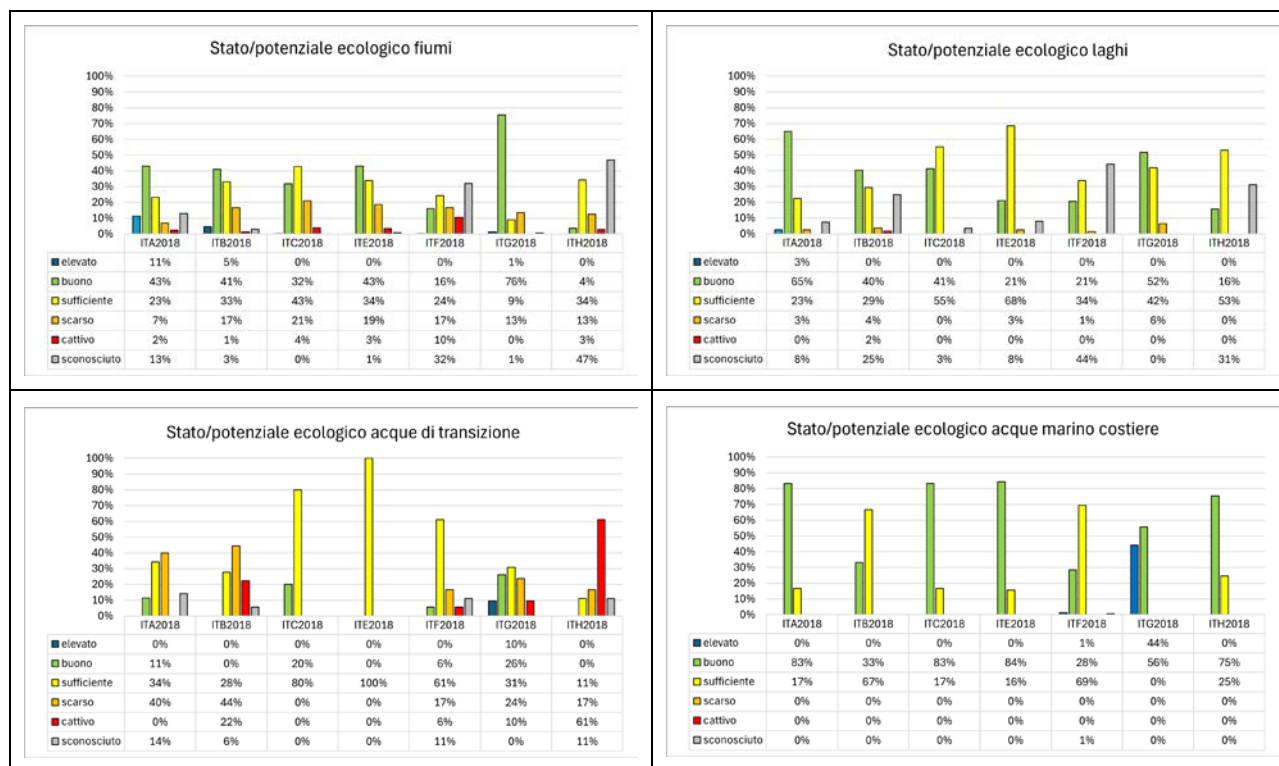 Stato/potenziale ecologico fiumi
100%
90%
80%
70%
60%
50%
40%
30%
20%
10%
0%
ITA2018 ITB2018 ITC2018 ITE2018 ITF2018 ITG2018 ITH2018
elevato 11% 5% 0% 0% 0% 1% 0%
buono 43% 41% 32% 43% 16% 76% 4%
sufficiente 23% 33% 43% 34% 24% 9% 34%
scarso 7% 17% 21% 19% 17% 13% 13%
cattivo 2% 1% 4% 3% 10% 0% 3%
sconosciuto 13% 3% 0% 1% 32% 1% 47%
Stato/potenziale ecologico laghi
100%
90%
80%
70%
60%
50%
40%
30%
20%
10%
0%
ITA2018 ITB2018 ITC2018 ITE2018 ITF2018 ITG2018 ITH2018
elevato 3% 0% 0% 0% 0% 0% 0%
buono 65% 40% 41% 21% 21% 52% 16%
sufficiente 23% 29% 55% 68% 34% 42% 53%
scarso 3% 4% 0% 3% 1% 6% 0%
cattivo 0% 2% 0% 0% 0% 0% 0%
sconosciuto 8% 25% 3% 8% 44% 0% 31%
Stato/potenziale ecologico acque di transizione
100%
90%
80%
70%
60%
50%
40%
30%
20%
10%
0%
ITA2018 ITB2018 ITC2018 ITE2018 ITF2018 ITG2018 ITH2018
elevato 0% 0% 0% 0% 0% 10% 0%
buono 11% 0% 20% 0% 6% 26% 0%
sufficiente 34% 28% 80% 100% 61% 31% 11%
scarso 40% 44% 0% 0% 17% 24% 17%
cattivo 0% 22% 0% 0% 6% 10% 61%
sconosciuto 14% 6% 0% 0% 11% 0% 11%
Stato/potenziale ecologico acque marino costiere
100%
90%
80%
70%
60%
50%
40%
30%
20%
10%
0%
ITA2018 ITB2018 ITC2018 ITE2018 ITF2018 ITG2018 ITH2018
elevato 0% 0% 0% 0% 1% 44% 0%
buono 83% 33% 83% 84% 28% 56% 75%
sufficiente 17% 67% 17% 16% 69% 0% 25%
scarso 0% 0% 0% 0% 0% 0% 0%
cattivo 0% 0% 0% 0% 0% 0% 0%
sconosciuto 0% 0% 0% 0% 1% 0% 0%